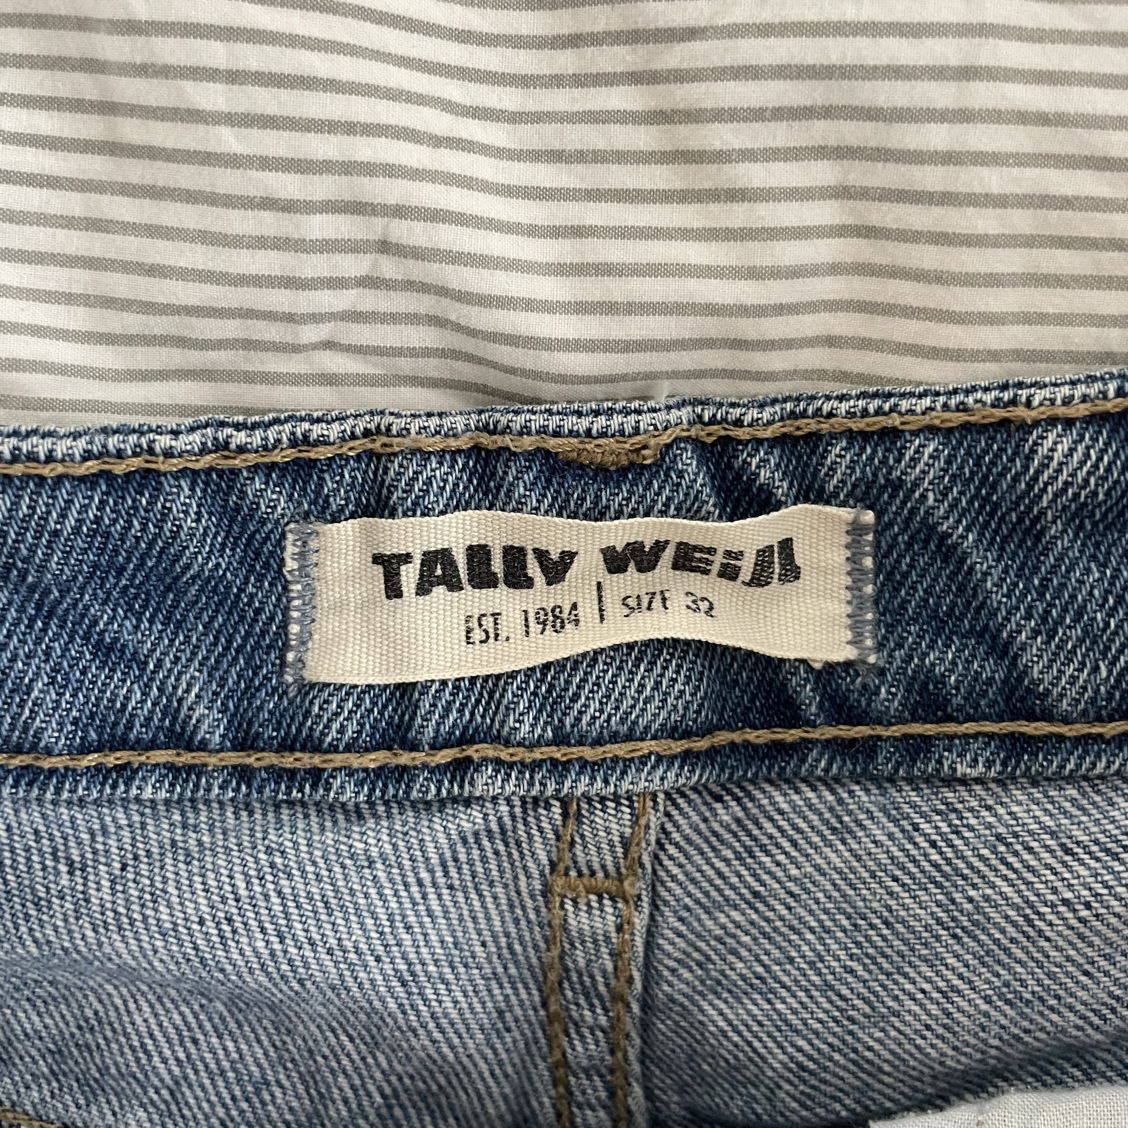 TALLY WEiJL
EST. 1984 | SIZE 32